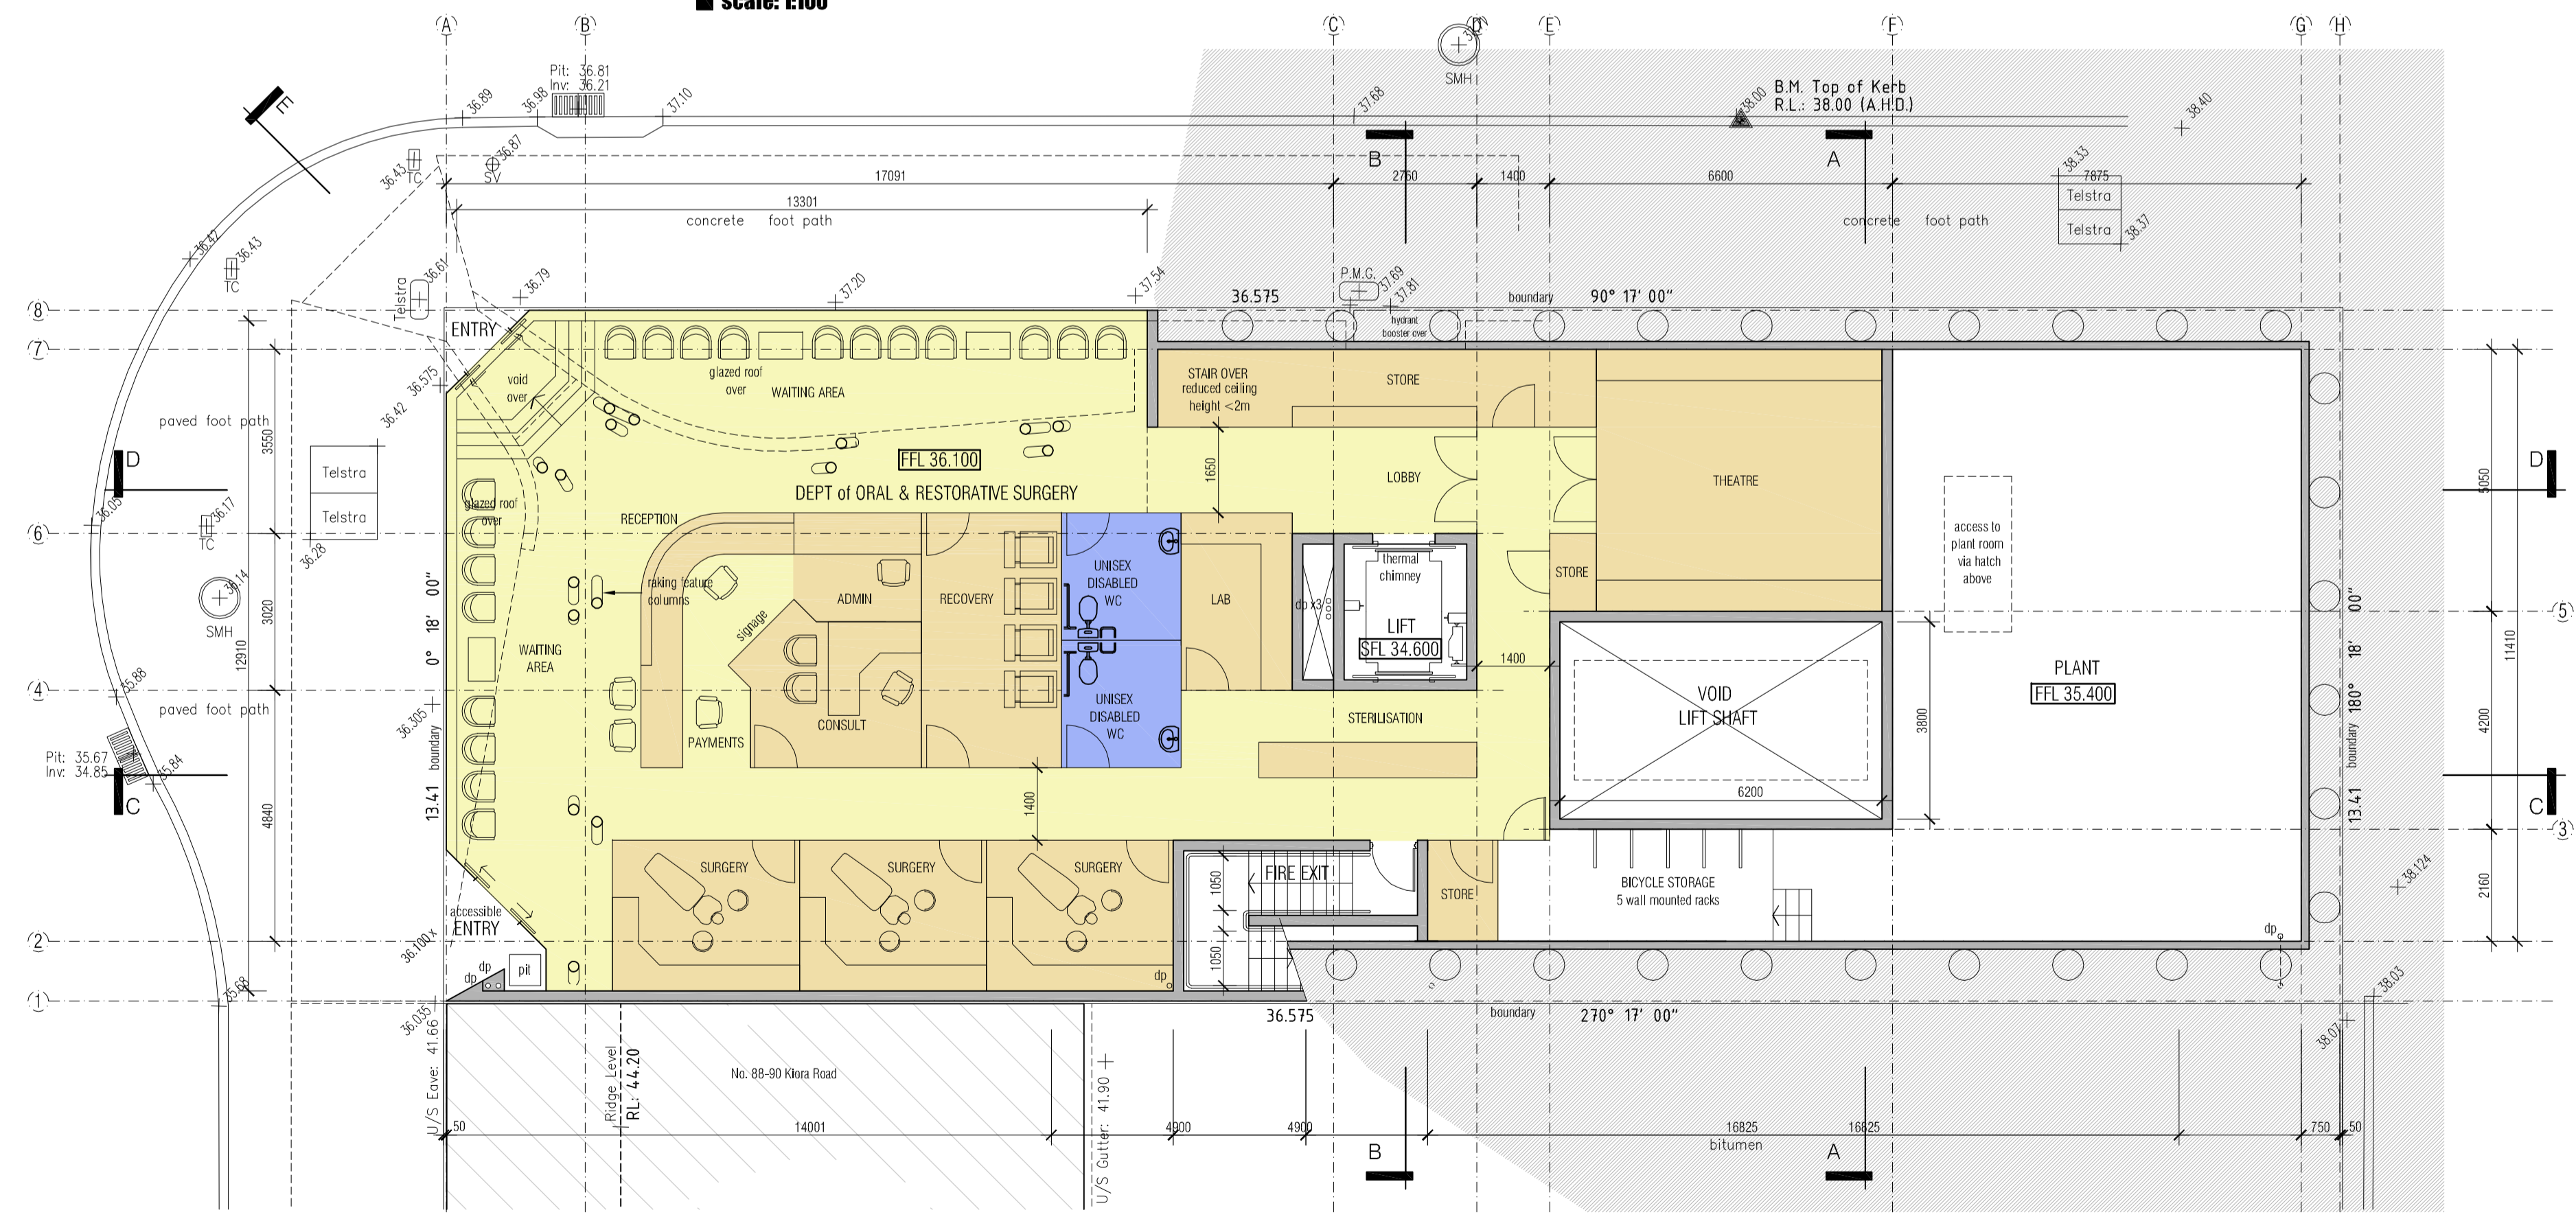 scale: 1:100
A
B
C
D
E
F
G
H
SMH
Pit: 36.81
Inv: 36.21
B.M. Top of Kerb
R.L.: 38.00 (A.H.D.)
E
36.89
36.98
37.10
37.68
38.00
38.40
B
A
36.43
TC
36.87
SV
17091
2760
1400
6600
7875
38.33
Telstra
Telstra
38.37
13301
concrete foot path
concrete foot path
36.42
36.43
TC
36.61
Telstra
36.79
37.20
37.54
P.M.G.
37.69
37.81
36.575
boundary
90° 17' 00"
hydrant
booster over
8
ENTRY
7
void
over
glazed roof
over
WAITING AREA
STAIR OVER
reduced ceiling
height <2m
STORE
36.575
36.42
paved foot path
3550
D
Telstra
Telstra
36.05
36.17
TC
36.28
FFL 36.100
DEPT of ORAL & RESTORATIVE SURGERY
1650
LOBBY
THEATRE
D
5050
glazed roof
over
RECEPTION
6
access to
plant room
via hatch
above
thermal
chimney
STORE
UNISEX
DISABLED
WC
raking feature
columns
ADMIN
RECOVERY
LAB
dp x3
LIFT
SFL 34.600
5
36.14
SMH
3020
12910
0° 18' 00"
signage
WAITING
AREA
1400
11410
180° 18' 00"
35.88
4
paved foot path
36.305
13.41 boundary
UNISEX
DISABLED
WC
CONSULT
PAYMENTS
STERILISATION
VOID
LIFT SHAFT
PLANT
FFL 35.400
3800
4200
13.41 boundary
Pit: 35.67
Inv: 34.85
35.84
C
C
4840
1400
6200
3
SURGERY
SURGERY
SURGERY
FIRE EXIT
1050
1050
STORE
BICYCLE STORAGE
5 wall mounted racks
2160
38.124
accessible
ENTRY
36.100
2
dp
dp
pit
dp
dp
35.68
1
36.035
36.575
boundary
270° 17' 00"
38.03
38.07
U/S Eave: 41.66
Ridge Level
RL: 44.20
No. 88-90 Kiora Road
U/S Gutter: 41.90
50
14001
4900
4900
16825
16825
750
50
bitumen
B
A